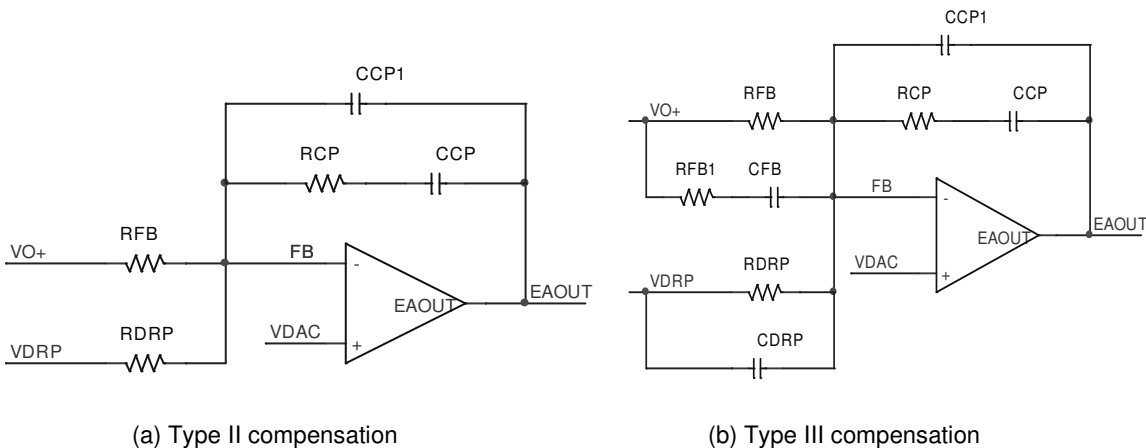 CCP1
RCP
CCP
RFB
VO+
FB
-
EAOUT
EAOUT
RDRP
VDAC
+
VDRP
(a) Type II compensation
CCP1
RFB
RCP
CCP
VO+
RFB1
CFB
FB
-
EAOUT
EAOUT
RDRP
VDAC
+
VDRP
CDRP
(b) Type III compensation